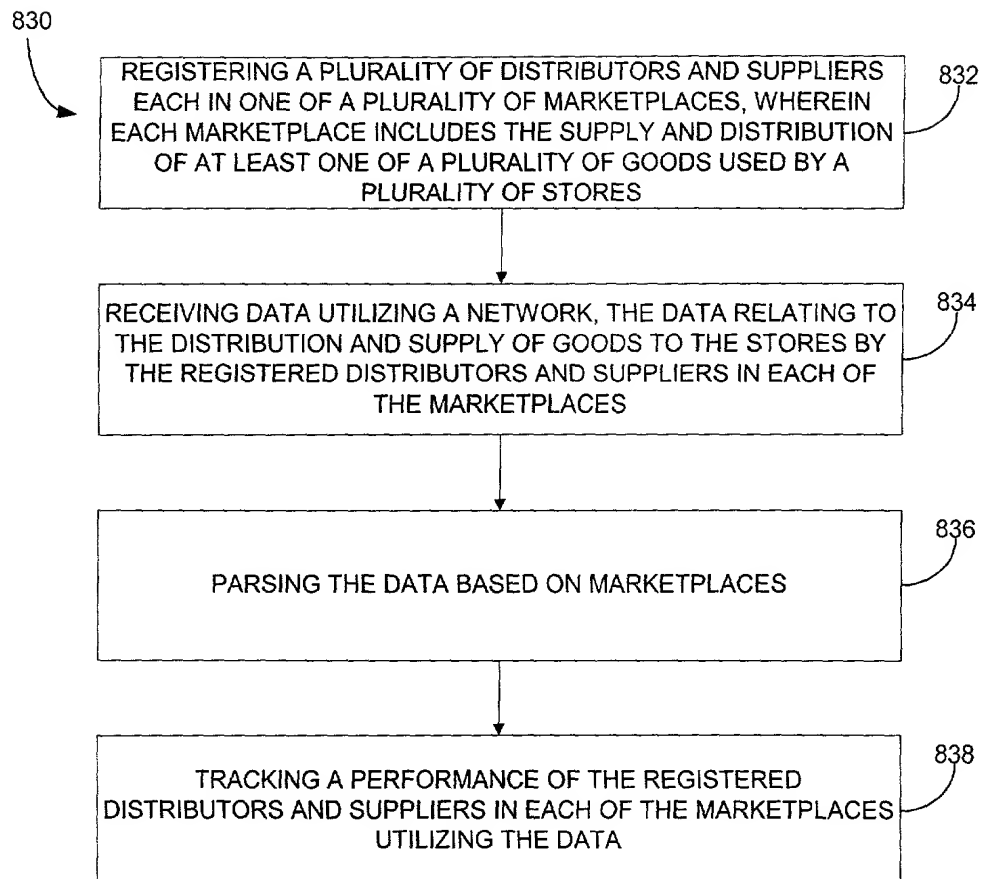 830
REGISTERING A PLURALITY OF DISTRIBUTORS AND SUPPLIERS
EACH IN ONE OF A PLURALITY OF MARKETPLACES, WHEREIN
EACH MARKETPLACE INCLUDES THE SUPPLY AND DISTRIBUTION
OF AT LEAST ONE OF A PLURALITY OF GOODS USED BY A
PLURALITY OF STORES
832
RECEIVING DATA UTILIZING A NETWORK, THE DATA RELATING TO
THE DISTRIBUTION AND SUPPLY OF GOODS TO THE STORES BY
THE REGISTERED DISTRIBUTORS AND SUPPLIERS IN EACH OF
THE MARKETPLACES
834
PARSING THE DATA BASED ON MARKETPLACES
836
TRACKING A PERFORMANCE OF THE REGISTERED
DISTRIBUTORS AND SUPPLIERS IN EACH OF THE MARKETPLACES
UTILIZING THE DATA
838